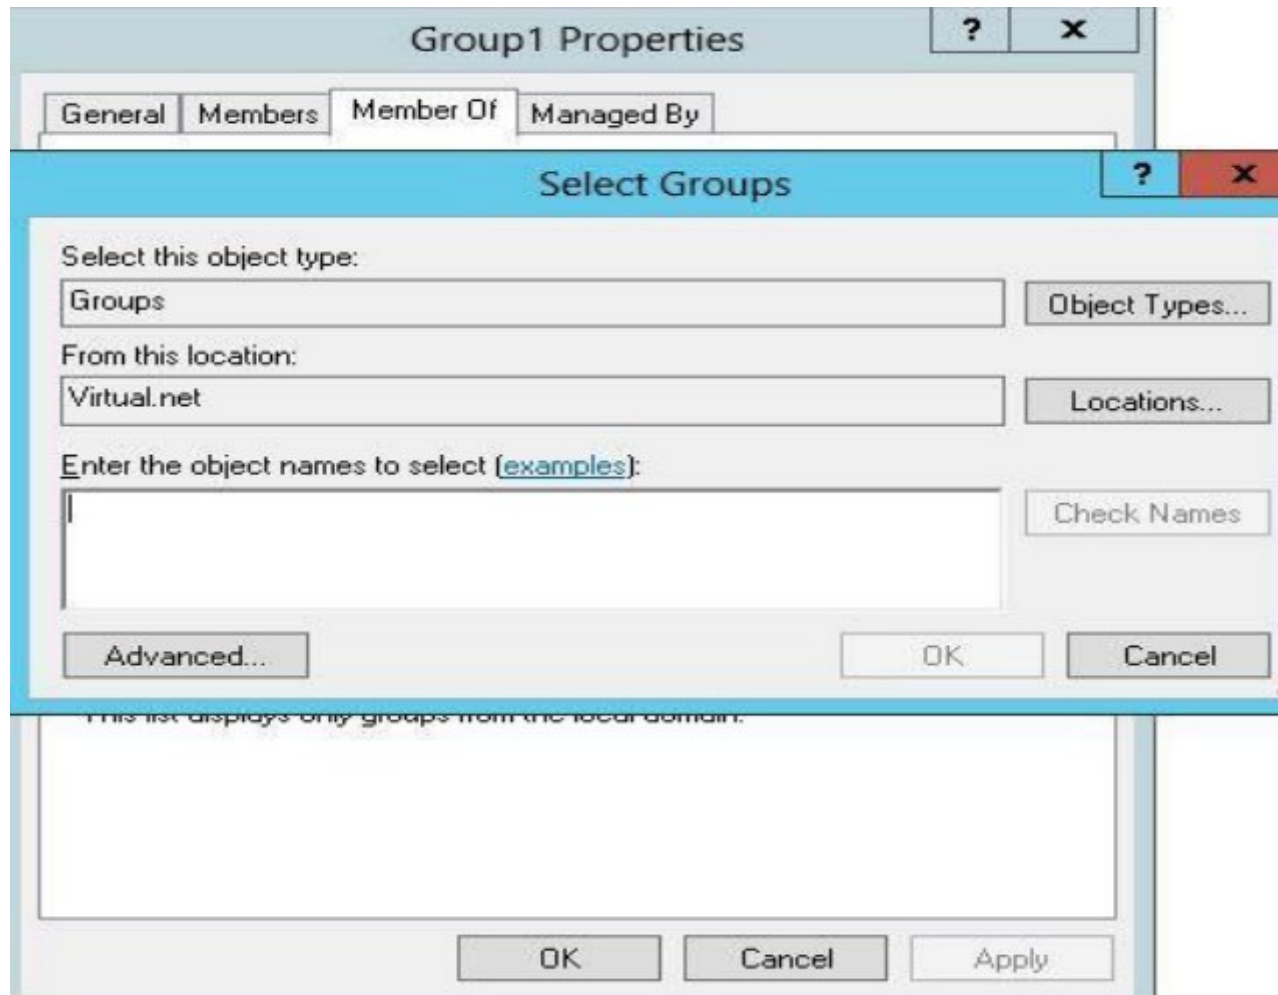 Group1 Properties
? x
General Members Member Of Managed By
Select Groups
? x
Select this object type:
Groups
Object Types...
From this location:
Virtual.net
Locations...
Enter the object names to select (examples):
Check Names
Advanced...
OK
Cancel
This list displays only groups from the local domain.
OK Cancel Apply